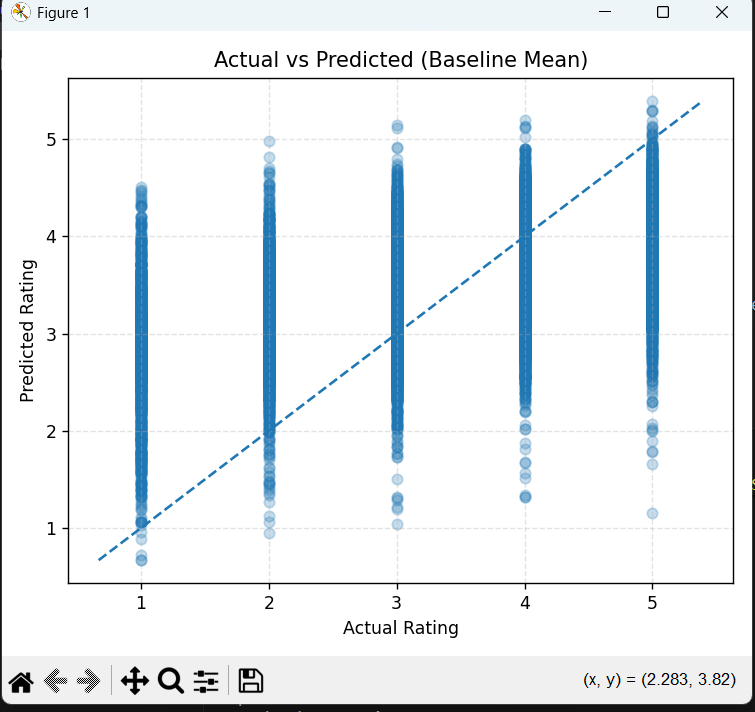 Figure 1
Actual vs Predicted (Baseline Mean)
Predicted Rating
5
4
3
2
1
1 2 3 4 5
Actual Rating
(x, y) = (2.283, 3.82)